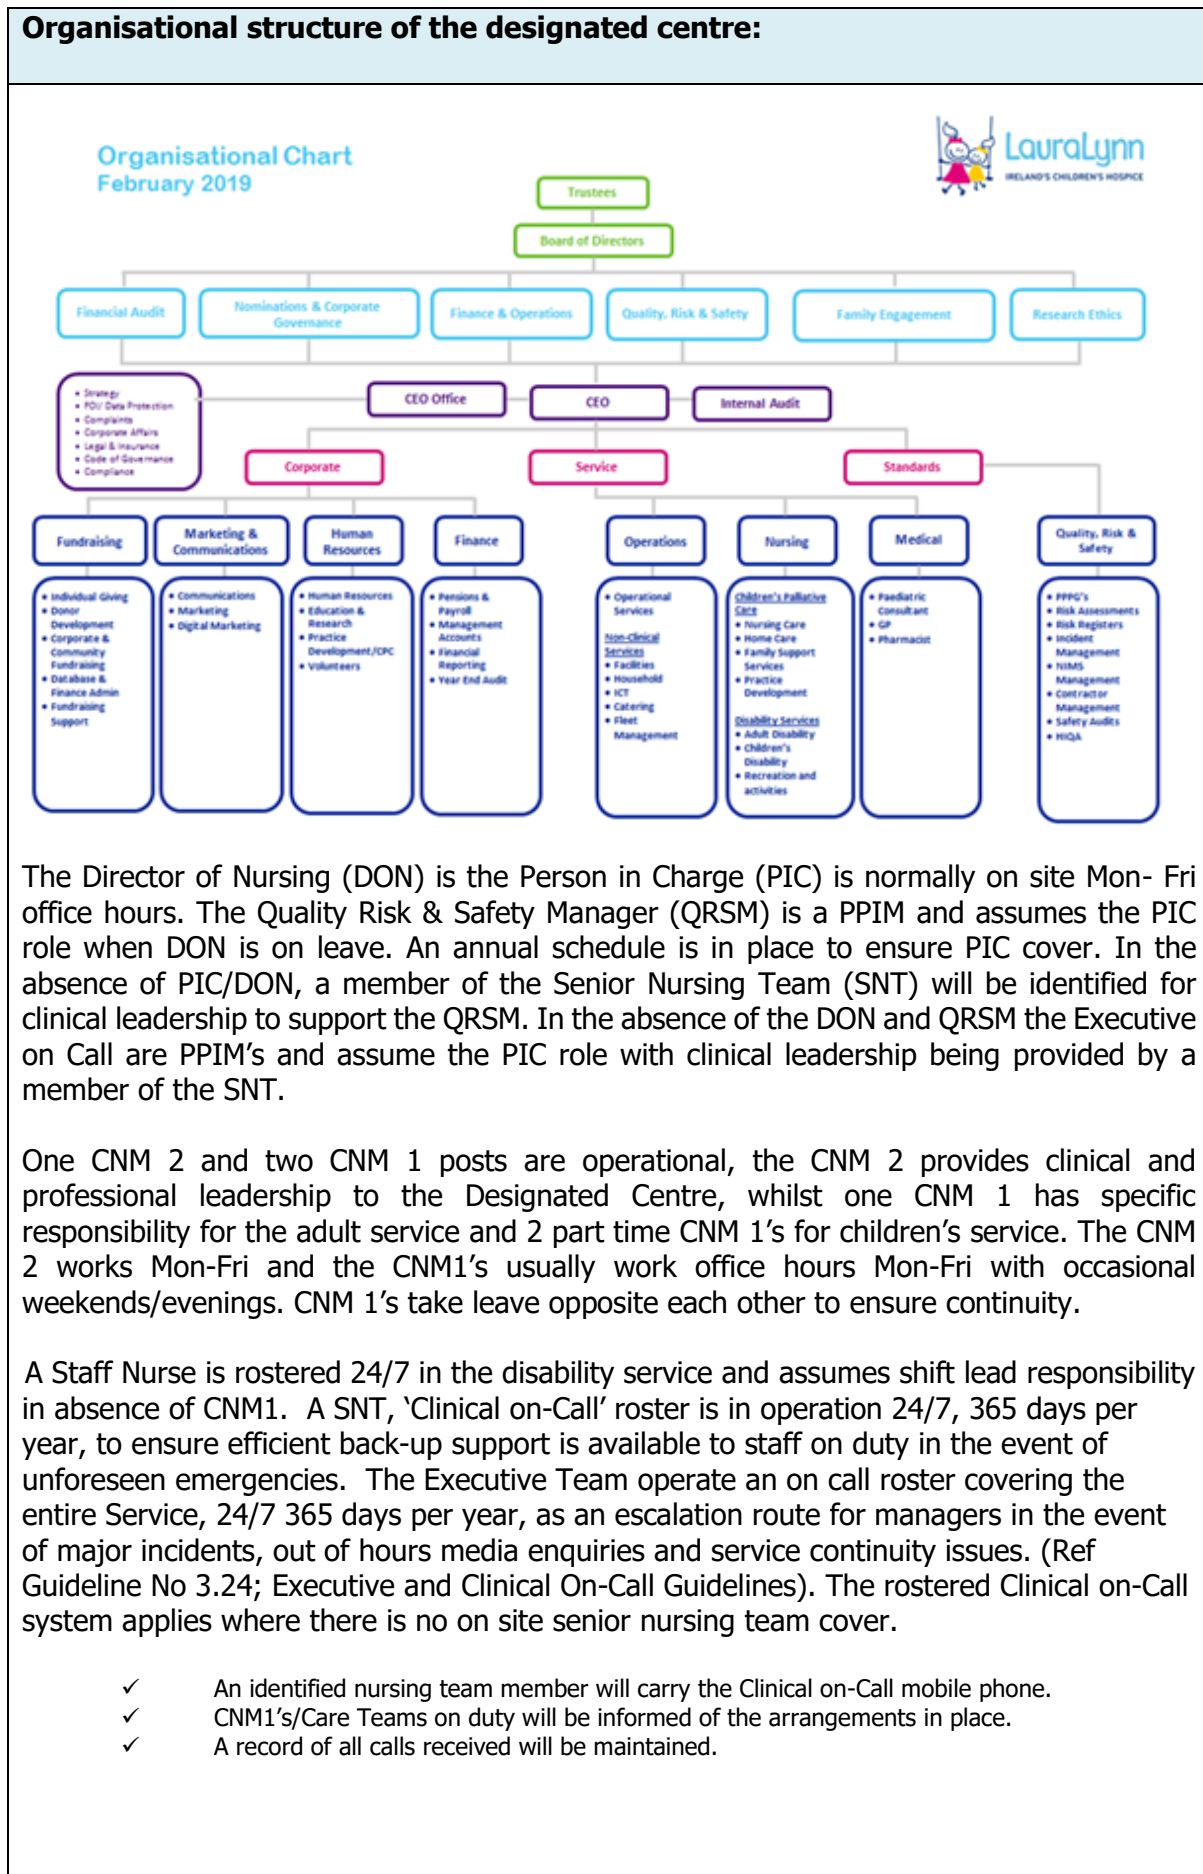 Organisational structure of the designated centre:
Organisational Chart
February 2019
LauraLynn
IRELAND'S CHILDREN'S HOSPICE
Trustees
Board of Directors
Financial Audit
Nominations & Corporate
Governance
Finance & Operations
Quality, Risk & Safety
Family Engagement
Research Ethics
• Strategy
• FOI/ Data Protection
• Complaints
• Corporate Affairs
• Legal & Insurance
• Code of Governance
• Compliance
CEO Office
CEO
Internal Audit
Corporate
Service
Standards
Fundraising
Marketing &
Communications
Human
Resources
Finance
Operations
Nursing
Medical
Quality, Risk &
Safety
• Individual Giving
• Donor
Development
• Corporate &
Community
Fundraising
• Database &
Finance Admin
• Fundraising
Support
• Communications
• Marketing
• Digital Marketing
• Human Resources
• Education &
Research
• Practice
Development/CPC
• Volunteers
• Pensions &
Payroll
• Management
Accounts
• Financial
Reporting
• Year End Audit
• Operational
Services
Non-Clinical
Services
• Facilities
• Household
• ICT
• Catering
• Fleet
Management
Children's Palliative
Care
• Nursing Care
• Home Care
• Family Support
Services
• Practice
Development
Disability Services
• Adult Disability
• Children's
Disability
• Recreation and
activities
• Paediatric
Consultant
• GP
• Pharmacist
• PPPG's
• Risk Assessments
• Risk Registers
• Incident
Management
• NIMS
Management
• Contractor
Management
• Safety Audits
• HIQA
The Director of Nursing (DON) is the Person in Charge (PIC) is normally on site Mon- Fri
office hours. The Quality Risk & Safety Manager (QRSM) is a PPIM and assumes the PIC
role when DON is on leave. An annual schedule is in place to ensure PIC cover. In the
absence of PIC/DON, a member of the Senior Nursing Team (SNT) will be identified for
clinical leadership to support the QRSM. In the absence of the DON and QRSM the Executive
on Call are PPIM's and assume the PIC role with clinical leadership being provided by a
member of the SNT.
One CNM 2 and two CNM 1 posts are operational, the CNM 2 provides clinical and
professional leadership to the Designated Centre, whilst one CNM 1 has specific
responsibility for the adult service and 2 part time CNM 1's for children's service. The CNM
2 works Mon-Fri and the CNM1's usually work office hours Mon-Fri with occasional
weekends/evenings. CNM 1's take leave opposite each other to ensure continuity.
A Staff Nurse is rostered 24/7 in the disability service and assumes shift lead responsibility
in absence of CNM1. A SNT, 'Clinical on-Call' roster is in operation 24/7, 365 days per
year, to ensure efficient back-up support is available to staff on duty in the event of
unforeseen emergencies. The Executive Team operate an on call roster covering the
entire Service, 24/7 365 days per year, as an escalation route for managers in the event
of major incidents, out of hours media enquiries and service continuity issues. (Ref
Guideline No 3.24; Executive and Clinical On-Call Guidelines). The rostered Clinical on-Call
system applies where there is no on site senior nursing team cover.
✓ An identified nursing team member will carry the Clinical on-Call mobile phone.
✓ CNM1's/Care Teams on duty will be informed of the arrangements in place.
✓ A record of all calls received will be maintained.